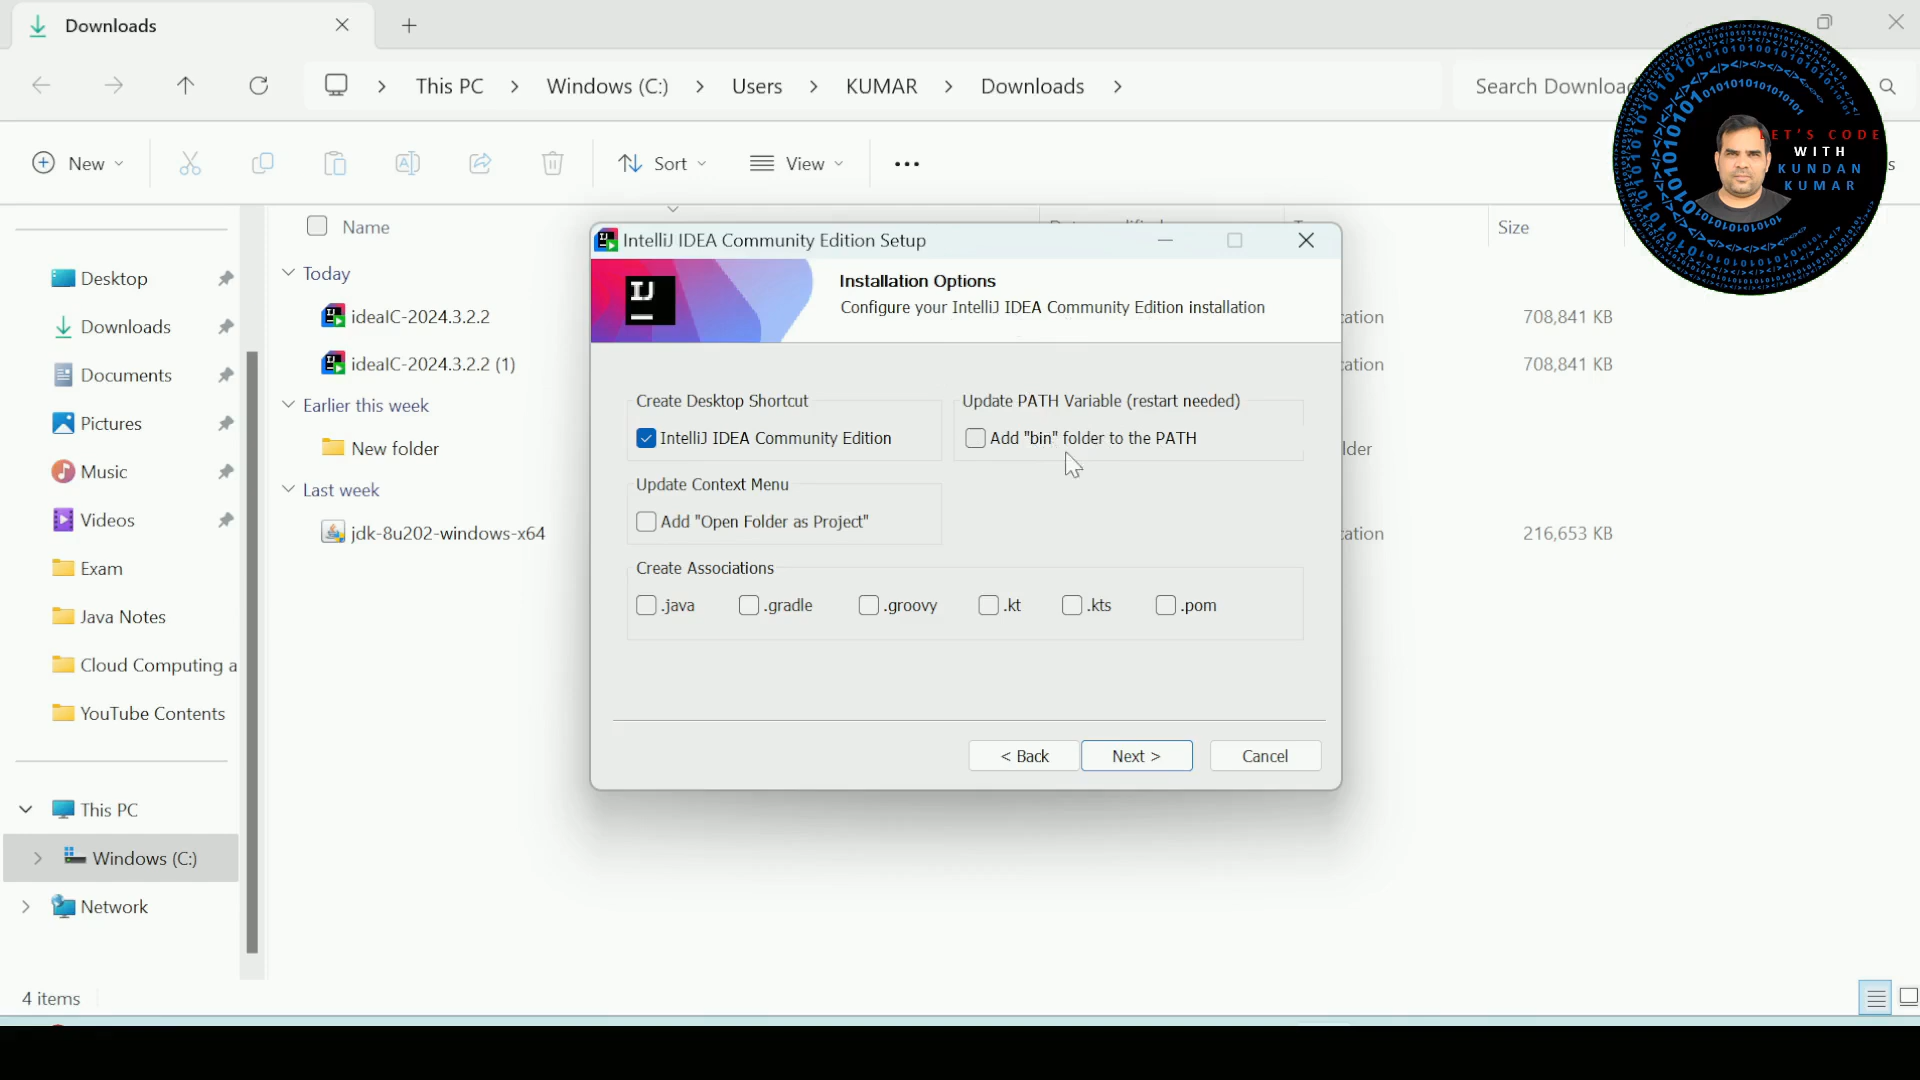 Downloads
This PC > Windows (C:) > Users > KUMAR > Downloads >
Search Downloa
New
Sort
View
LET'S CODE
WITH
KUNDAN
KUMAR
Name
Size
Today
ideaIC-2024.3.2.2
cation
708,841 KB
ideaIC-2024.3.2.2 (1)
cation
708,841 KB
Earlier this week
New folder
lder
Last week
jdk-8u202-windows-x64
cation
216,653 KB
Desktop
Downloads
Documents
Pictures
Music
Videos
Exam
Java Notes
Cloud Computing a
YouTube Contents
This PC
Windows (C:)
Network
4 items
IntelliJ IDEA Community Edition Setup
IJ
Installation Options
Configure your IntelliJ IDEA Community Edition installation
Create Desktop Shortcut
IntelliJ IDEA Community Edition
Update PATH Variable (restart needed)
Add "bin" folder to the PATH
Update Context Menu
Add "Open Folder as Project"
Create Associations
.java
.gradle
.groovy
.kt
.kts
.pom
< Back
Next >
Cancel